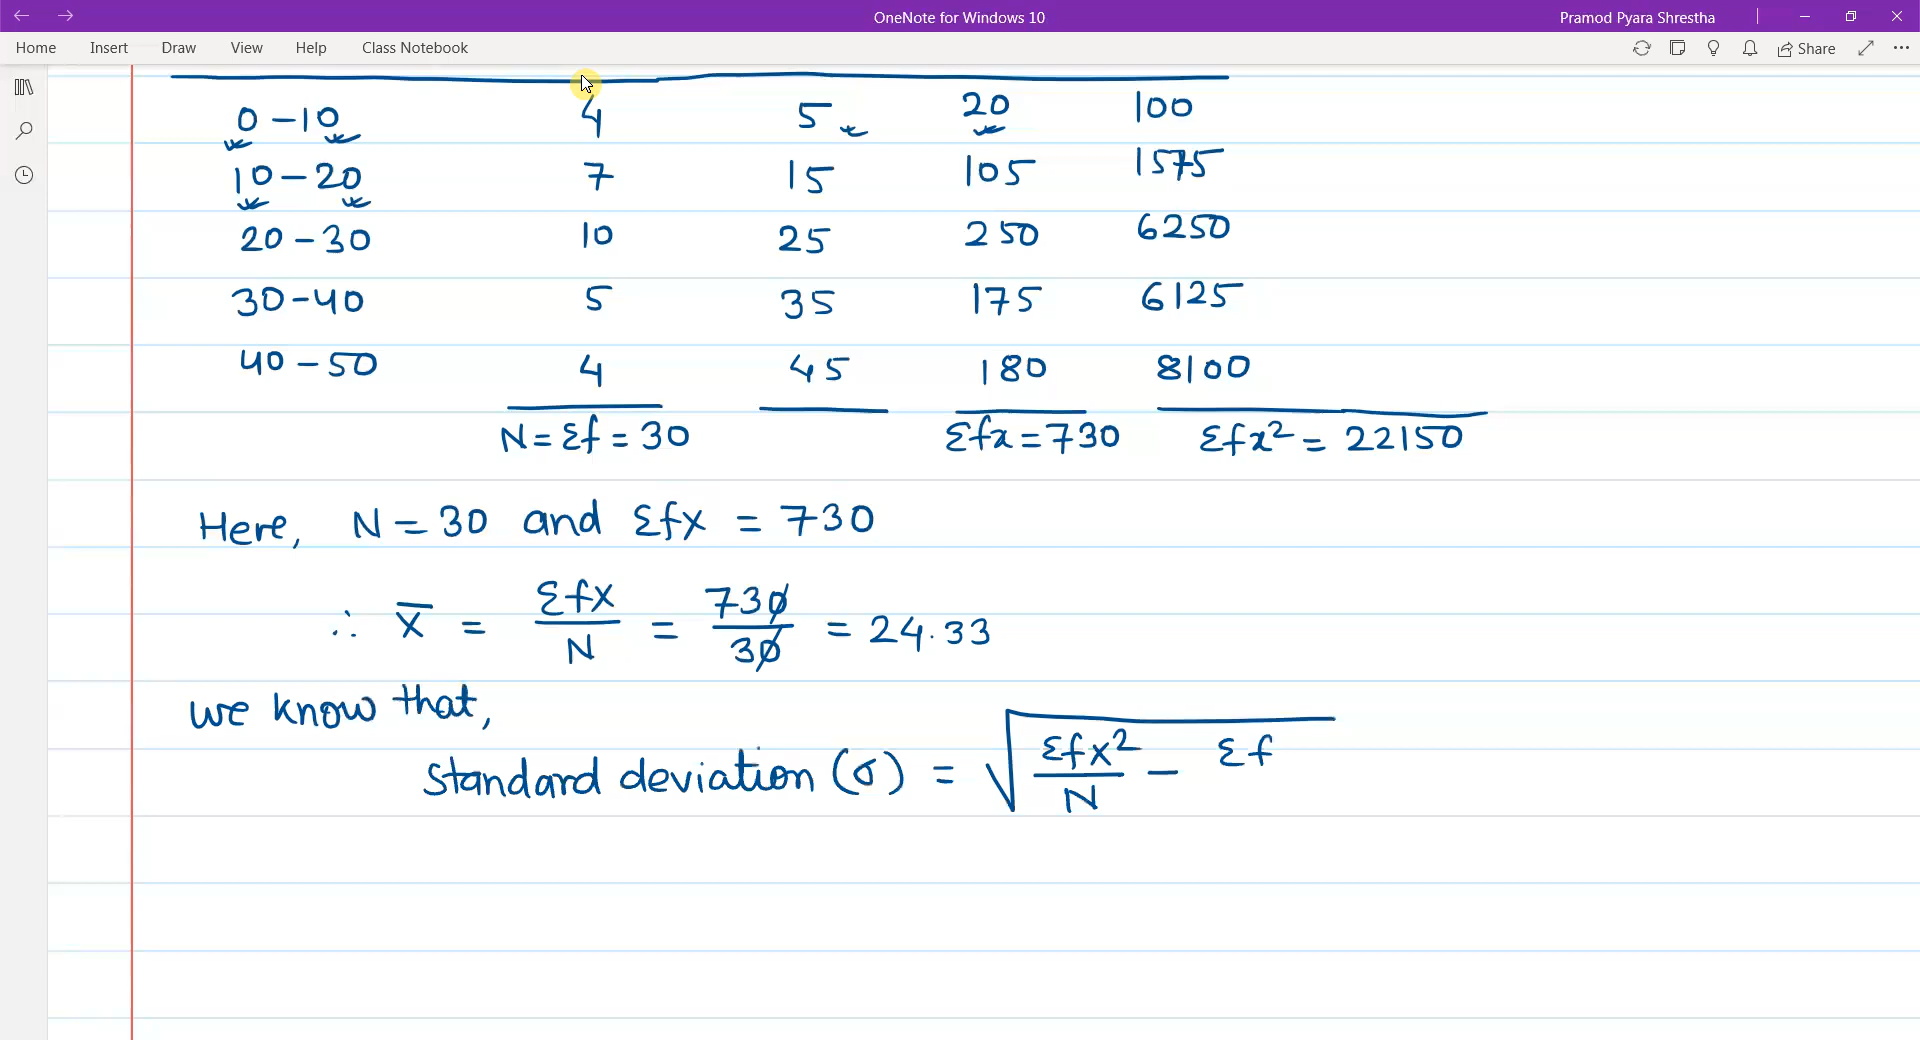 OneNote for Windows 10
Pramod Pyara Shrestha
Home Insert Draw View Help Class Notebook
Share
0 - 10 4 5 20 100
10 - 20 7 15 105 1575
20 - 30 10 25 250 6250
30 - 40 5 35 175 6125
40 - 50 4 45 180 8100
N = Σf = 30 Σfx = 730 Σfx² = 22150
Here, N = 30 and Σfx = 730
∴ X̅ = Σfx/N = 730/30 = 24.33
we know that,
standard deviation (σ) = √(Σfx²/N - Σf